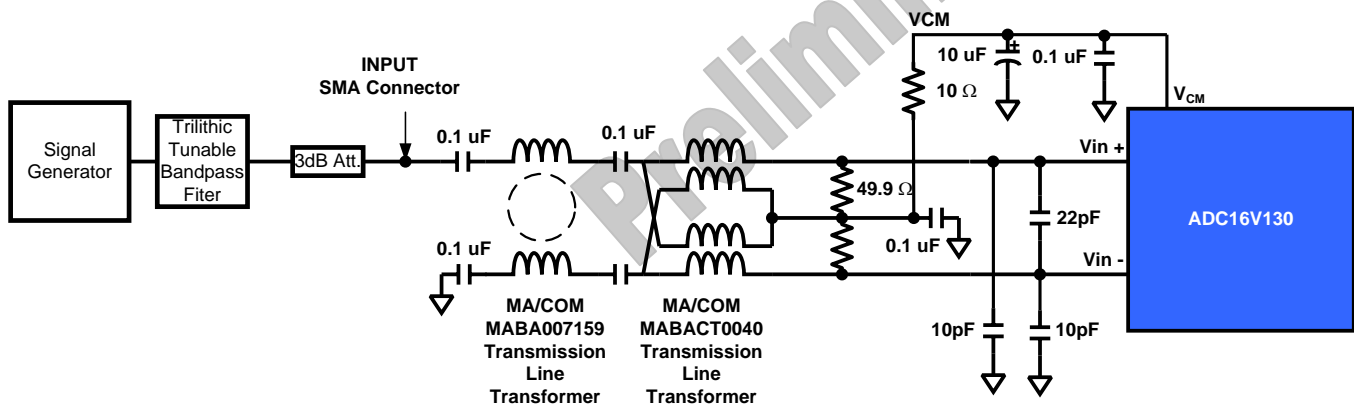 Prelimin
VCM
INPUT
SMA Connector
10 uF
+
0.1 uF
10 Ω
VCM
Signal
Generator
Trilithic
Tunable
Bandpass
Fiter
3dB Att.
0.1 uF
0.1 uF
Vin +
49.9 Ω
22pF
ADC16V130
0.1 uF
0.1 uF
Vin -
MA/COM
MABA007159
Transmission
Line
Transformer
MA/COM
MABACT0040
Transmission
Line
Transformer
10pF
10pF